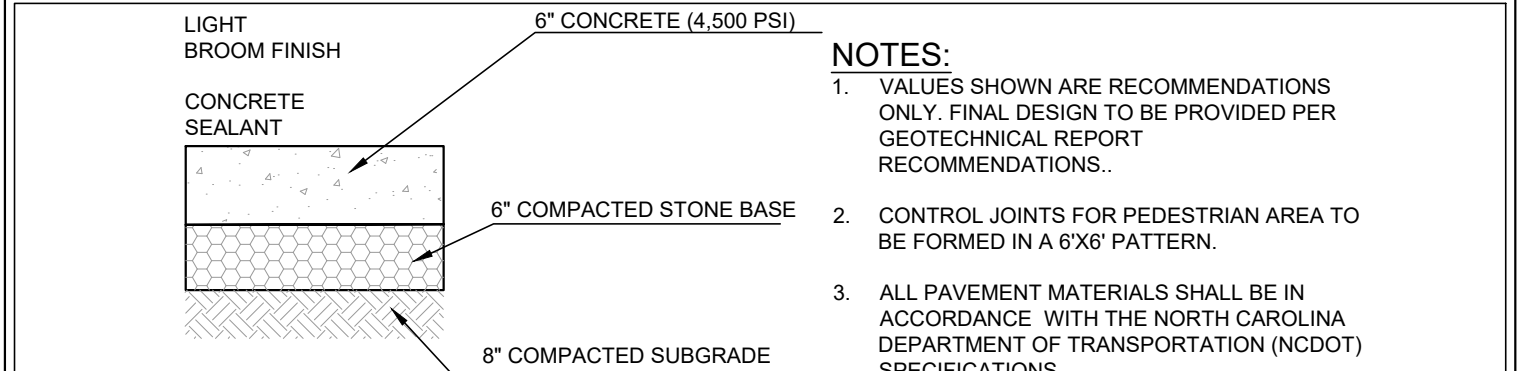 LIGHT
BROOM FINISH
CONCRETE
SEALANT
6" CONCRETE (4,500 PSI)
6" COMPACTED STONE BASE
8" COMPACTED SUBGRADE
NOTES:
1. VALUES SHOWN ARE RECOMMENDATIONS
ONLY. FINAL DESIGN TO BE PROVIDED PER
GEOTECHNICAL REPORT
RECOMMENDATIONS..
2. CONTROL JOINTS FOR PEDESTRIAN AREA TO
BE FORMED IN A 6'X6' PATTERN.
3. ALL PAVEMENT MATERIALS SHALL BE IN
ACCORDANCE WITH THE NORTH CAROLINA
DEPARTMENT OF TRANSPORTATION (NCDOT)
SPECIFICATIONS